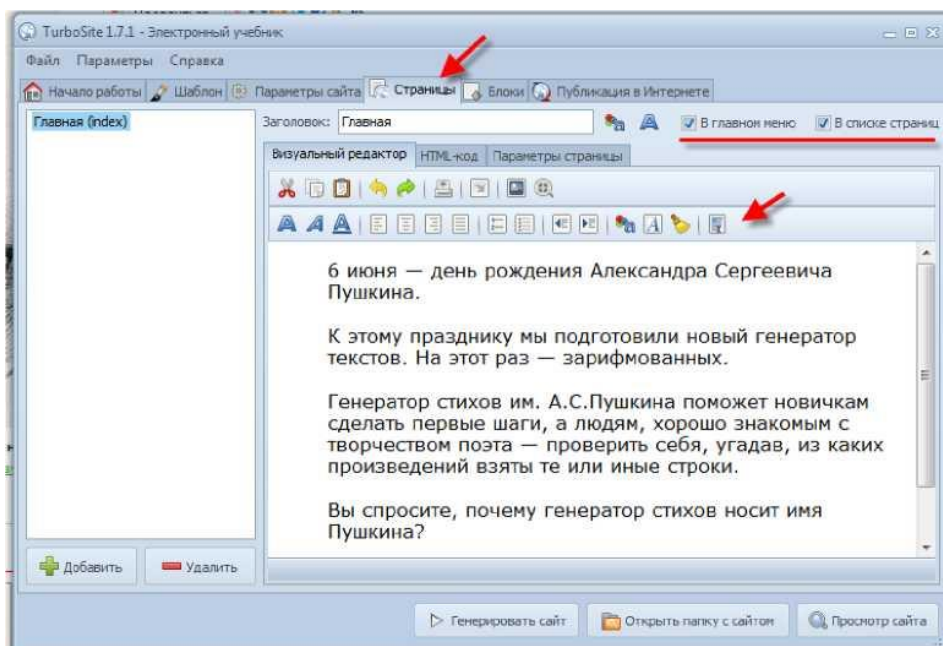 TurboSite 1.7.1 - Электронный учебник
Файл Параметры Справка
Начало работы Шаблон Параметры сайта Страницы Блоки Публикация в Интернете
Главная (index)
Заголовок: Главная В главном меню В списке страниц
Визуальный редактор HTML-код Параметры страницы
6 июня — день рождения Александра Сергеевича
Пушкина.
К этому празднику мы подготовили новый генератор
текстов. На этот раз — зарифмованных.
Генератор стихов им. А.С.Пушкина поможет новичкам
сделать первые шаги, а людям, хорошо знакомым с
творчеством поэта — проверить себя, угадав, из каких
произведений взяты те или иные строки.
Вы спросите, почему генератор стихов носит имя
Пушкина?
Добавить Удалить
Генерировать сайт Открыть папку с сайтом Просмотр сайта